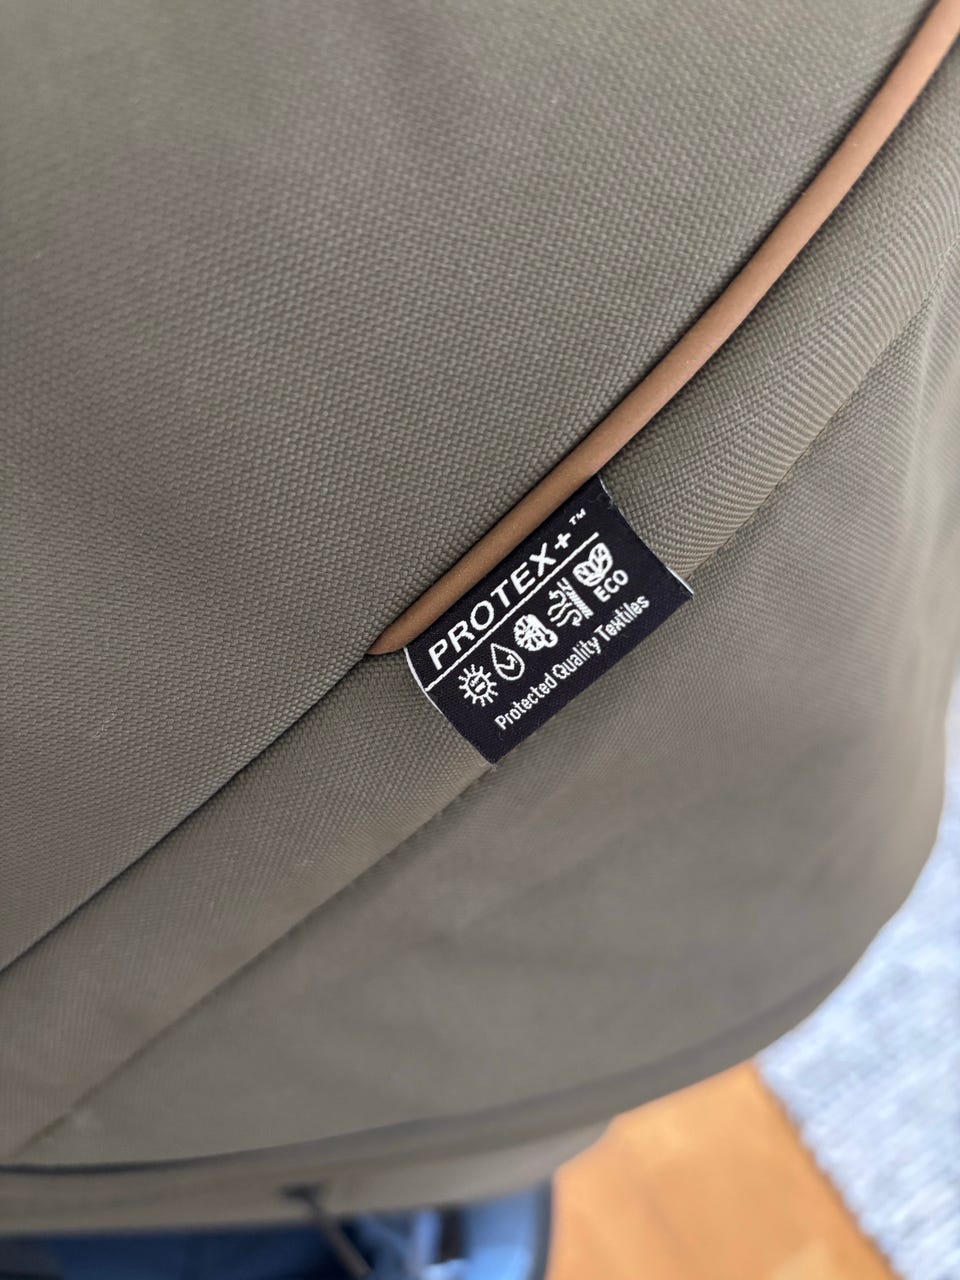 PROTEX+™
ECO
Protected Quality Textiles